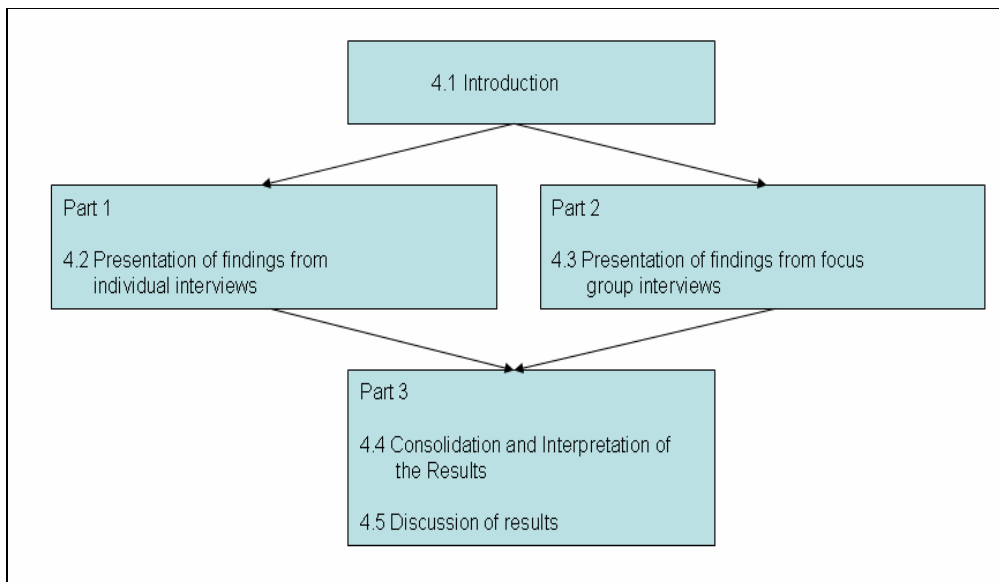 4.1 Introduction
Part 1
4.2 Presentation of findings from
individual interviews
Part 2
4.3 Presentation of findings from focus
group interviews
Part 3
4.4 Consolidation and Interpretation of
the Results
4.5 Discussion of results